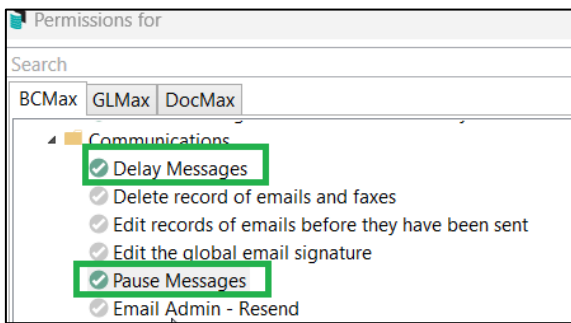 Permissions for
Search
BCMax GLMax DocMax
Communications
Delay Messages
Delete record of emails and faxes
Edit records of emails before they have been sent
Edit the global email signature
Pause Messages
Email Admin - Resend